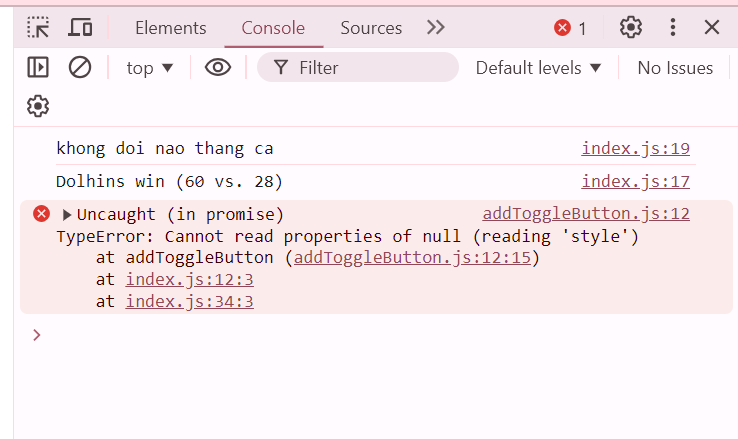 Elements Console Sources 1
top Filter Default levels No Issues
khong doi nao thang ca index.js:19
Dolhins win (60 vs. 28) index.js:17
Uncaught (in promise) addToggleButton.js:12
TypeError: Cannot read properties of null (reading 'style')
at addToggleButton (addToggleButton.js:12:15)
at index.js:12:3
at index.js:34:3